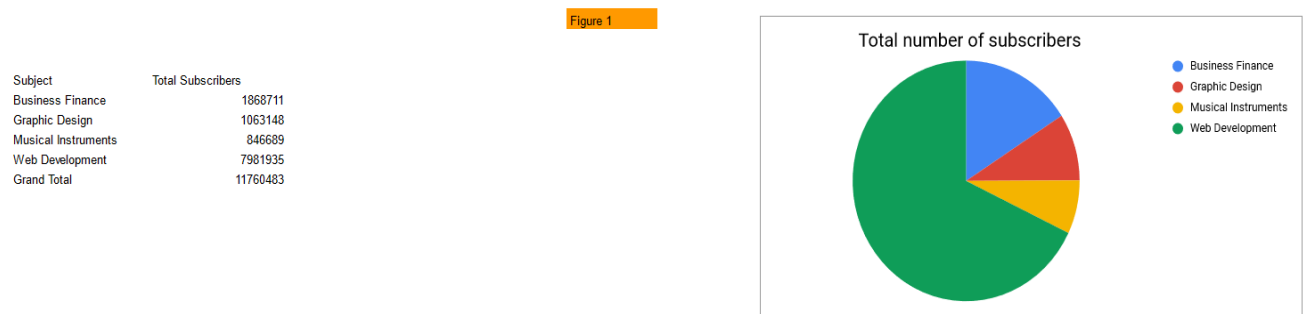 Figure 1
Subject Total Subscribers
Business Finance 1868711
Graphic Design 1063148
Musical Instruments 846689
Web Development 7981935
Grand Total 11760483
Total number of subscribers
Business Finance
Graphic Design
Musical Instruments
Web Development